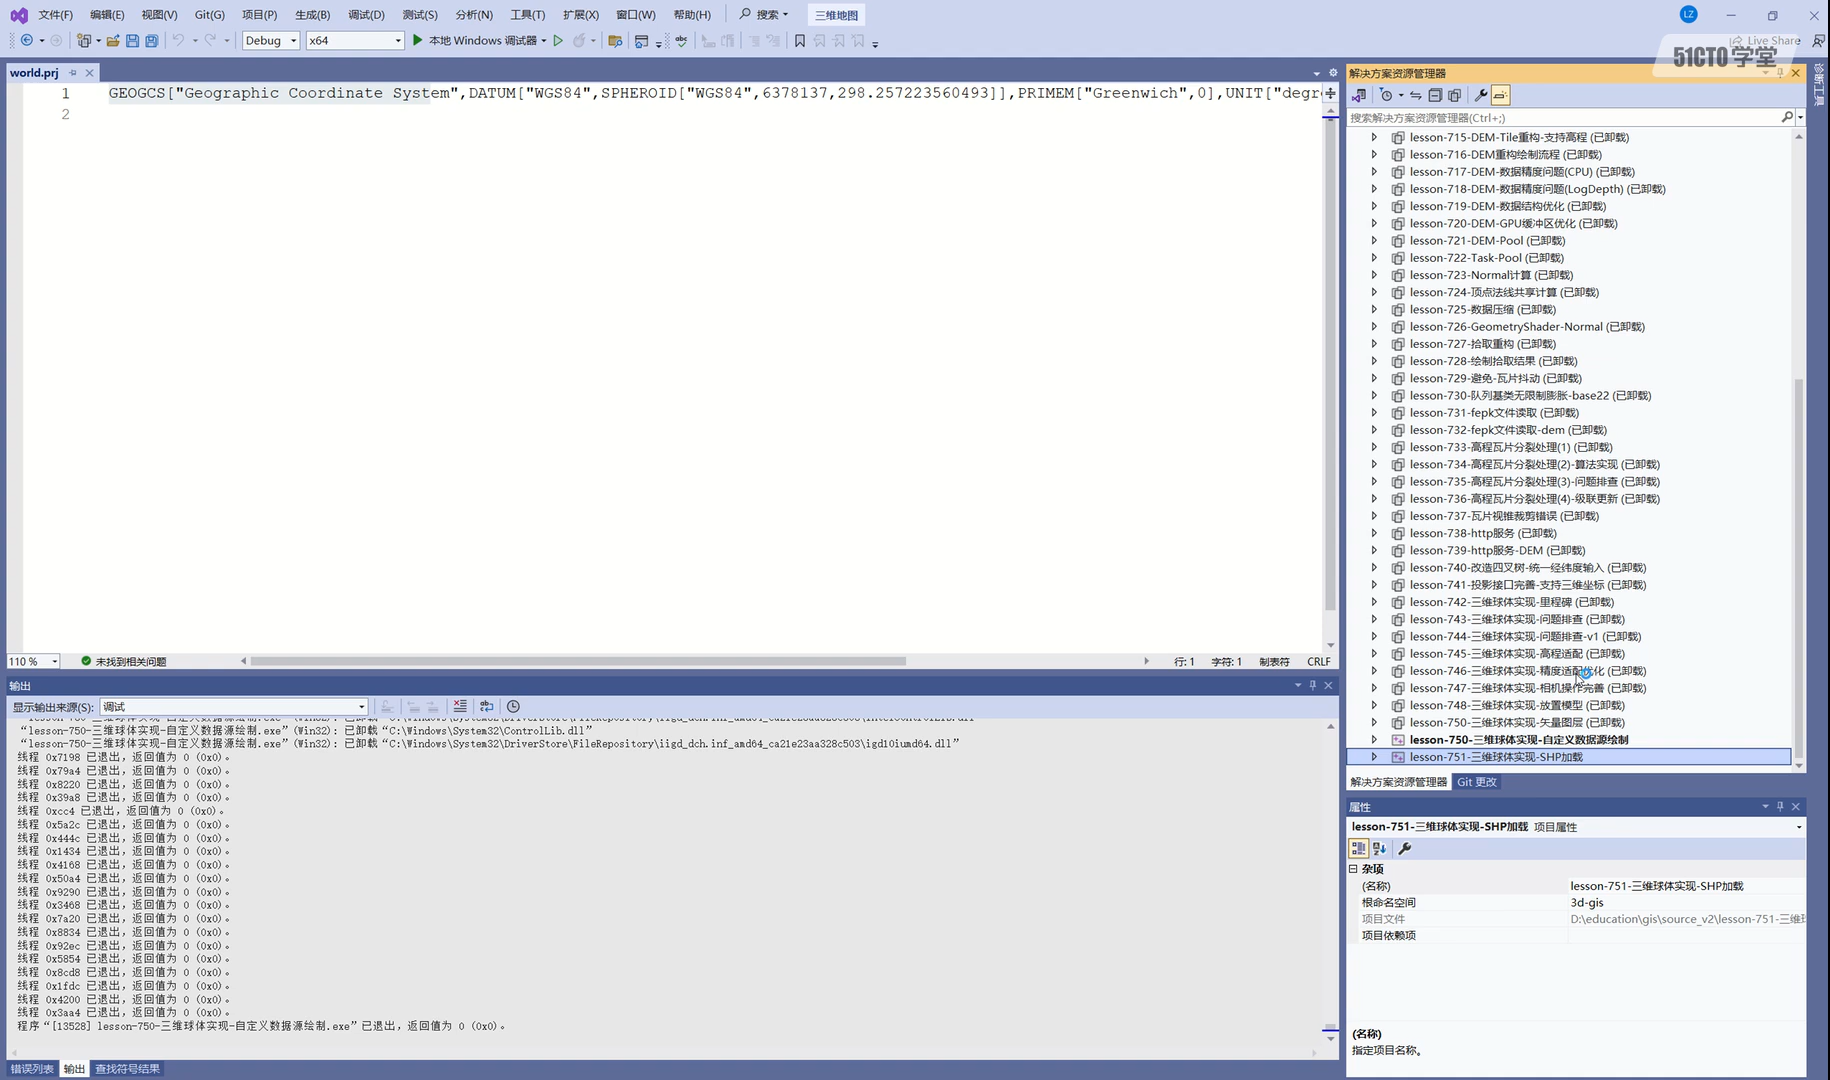 文件(F) 编辑(E) 视图(V) Git(G) 项目(P) 生成(B) 调试(D) 测试(S) 分析(N) 工具(T) 扩展(X) 窗口(W) 帮助(H) 搜索 三维地图 LZ
Debug x64 本地 Windows 调试器 Live Share
51CTO学堂
world.prj
1 GEOGCS["Geographic Coordinate System",DATUM["WGS84",SPHEROID["WGS84",6378137,298.257223560493]],PRIMEM["Greenwich",0],UNIT["degr
2
110 % 未找到相关问题 行: 1 字符: 1 制表符 CRLF
输出
显示输出来源(S): 调试
“lesson-750-三维球体实现-自定义数据源绘制.exe”(Win32): 已卸载“C:\Windows\System32\ControlLib.dll”
“lesson-750-三维球体实现-自定义数据源绘制.exe”(Win32): 已卸载“C:\Windows\System32\DriverStore\FileRepository\iigd_dch.inf_amd64_ca21e23aa328c503\igd10iumd64.dll”
线程 0x7198 已退出，返回值为 0 (0x0)。
线程 0x79a4 已退出，返回值为 0 (0x0)。
线程 0x8220 已退出，返回值为 0 (0x0)。
线程 0x39a8 已退出，返回值为 0 (0x0)。
线程 0xcc4 已退出，返回值为 0 (0x0)。
线程 0x5a2c 已退出，返回值为 0 (0x0)。
线程 0x444c 已退出，返回值为 0 (0x0)。
线程 0x1434 已退出，返回值为 0 (0x0)。
线程 0x4168 已退出，返回值为 0 (0x0)。
线程 0x50a4 已退出，返回值为 0 (0x0)。
线程 0x9290 已退出，返回值为 0 (0x0)。
线程 0x3468 已退出，返回值为 0 (0x0)。
线程 0x7a20 已退出，返回值为 0 (0x0)。
线程 0x8834 已退出，返回值为 0 (0x0)。
线程 0x92ec 已退出，返回值为 0 (0x0)。
线程 0x5854 已退出，返回值为 0 (0x0)。
线程 0x8cd8 已退出，返回值为 0 (0x0)。
线程 0x1fdc 已退出，返回值为 0 (0x0)。
线程 0x4200 已退出，返回值为 0 (0x0)。
线程 0x3aa4 已退出，返回值为 0 (0x0)。
程序“[13528] lesson-750-三维球体实现-自定义数据源绘制.exe”已退出，返回值为 0 (0x0)。
错误列表 输出 查找符号结果
解决方案资源管理器
搜索解决方案资源管理器(Ctrl+;)
lesson-715-DEM-Tile重构-支持高程 (已卸载)
lesson-716-DEM重构绘制流程 (已卸载)
lesson-717-DEM-数据精度问题(CPU) (已卸载)
lesson-718-DEM-数据精度问题(LogDepth) (已卸载)
lesson-719-DEM-数据结构优化 (已卸载)
lesson-720-DEM-GPU缓冲区优化 (已卸载)
lesson-721-DEM-Pool (已卸载)
lesson-722-Task-Pool (已卸载)
lesson-723-Normal计算 (已卸载)
lesson-724-顶点法线共享计算 (已卸载)
lesson-725-数据压缩 (已卸载)
lesson-726-GeometryShader-Normal (已卸载)
lesson-727-拾取重构 (已卸载)
lesson-728-绘制拾取结果 (已卸载)
lesson-729-避免-瓦片抖动 (已卸载)
lesson-730-队列基类无限制膨胀-base22 (已卸载)
lesson-731-fepk文件读取 (已卸载)
lesson-732-fepk文件读取-dem (已卸载)
lesson-733-高程瓦片分裂处理(1) (已卸载)
lesson-734-高程瓦片分裂处理(2)-算法实现 (已卸载)
lesson-735-高程瓦片分裂处理(3)-问题排查 (已卸载)
lesson-736-高程瓦片分裂处理(4)-级联更新 (已卸载)
lesson-737-瓦片视锥裁剪错误 (已卸载)
lesson-738-http服务 (已卸载)
lesson-739-http服务-DEM (已卸载)
lesson-740-改造四叉树-统一经纬度输入 (已卸载)
lesson-741-投影接口完善-支持三维坐标 (已卸载)
lesson-742-三维球体实现-里程碑 (已卸载)
lesson-743-三维球体实现-问题排查 (已卸载)
lesson-744-三维球体实现-问题排查-v1 (已卸载)
lesson-745-三维球体实现-高程适配 (已卸载)
lesson-746-三维球体实现-精度适配优化 (已卸载)
lesson-747-三维球体实现-相机操作完善 (已卸载)
lesson-748-三维球体实现-放置模型 (已卸载)
lesson-750-三维球体实现-矢量图层 (已卸载)
lesson-750-三维球体实现-自定义数据源绘制
lesson-751-三维球体实现-SHP加载
解决方案资源管理器 Git 更改
属性
lesson-751-三维球体实现-SHP加载 项目属性
杂项
(名称) lesson-751-三维球体实现-SHP加载
根命名空间 3d-gis
项目文件 D:\education\gis\source_v2\lesson-751-三维
项目依赖项
(名称)
指定项目名称。
诊断工具